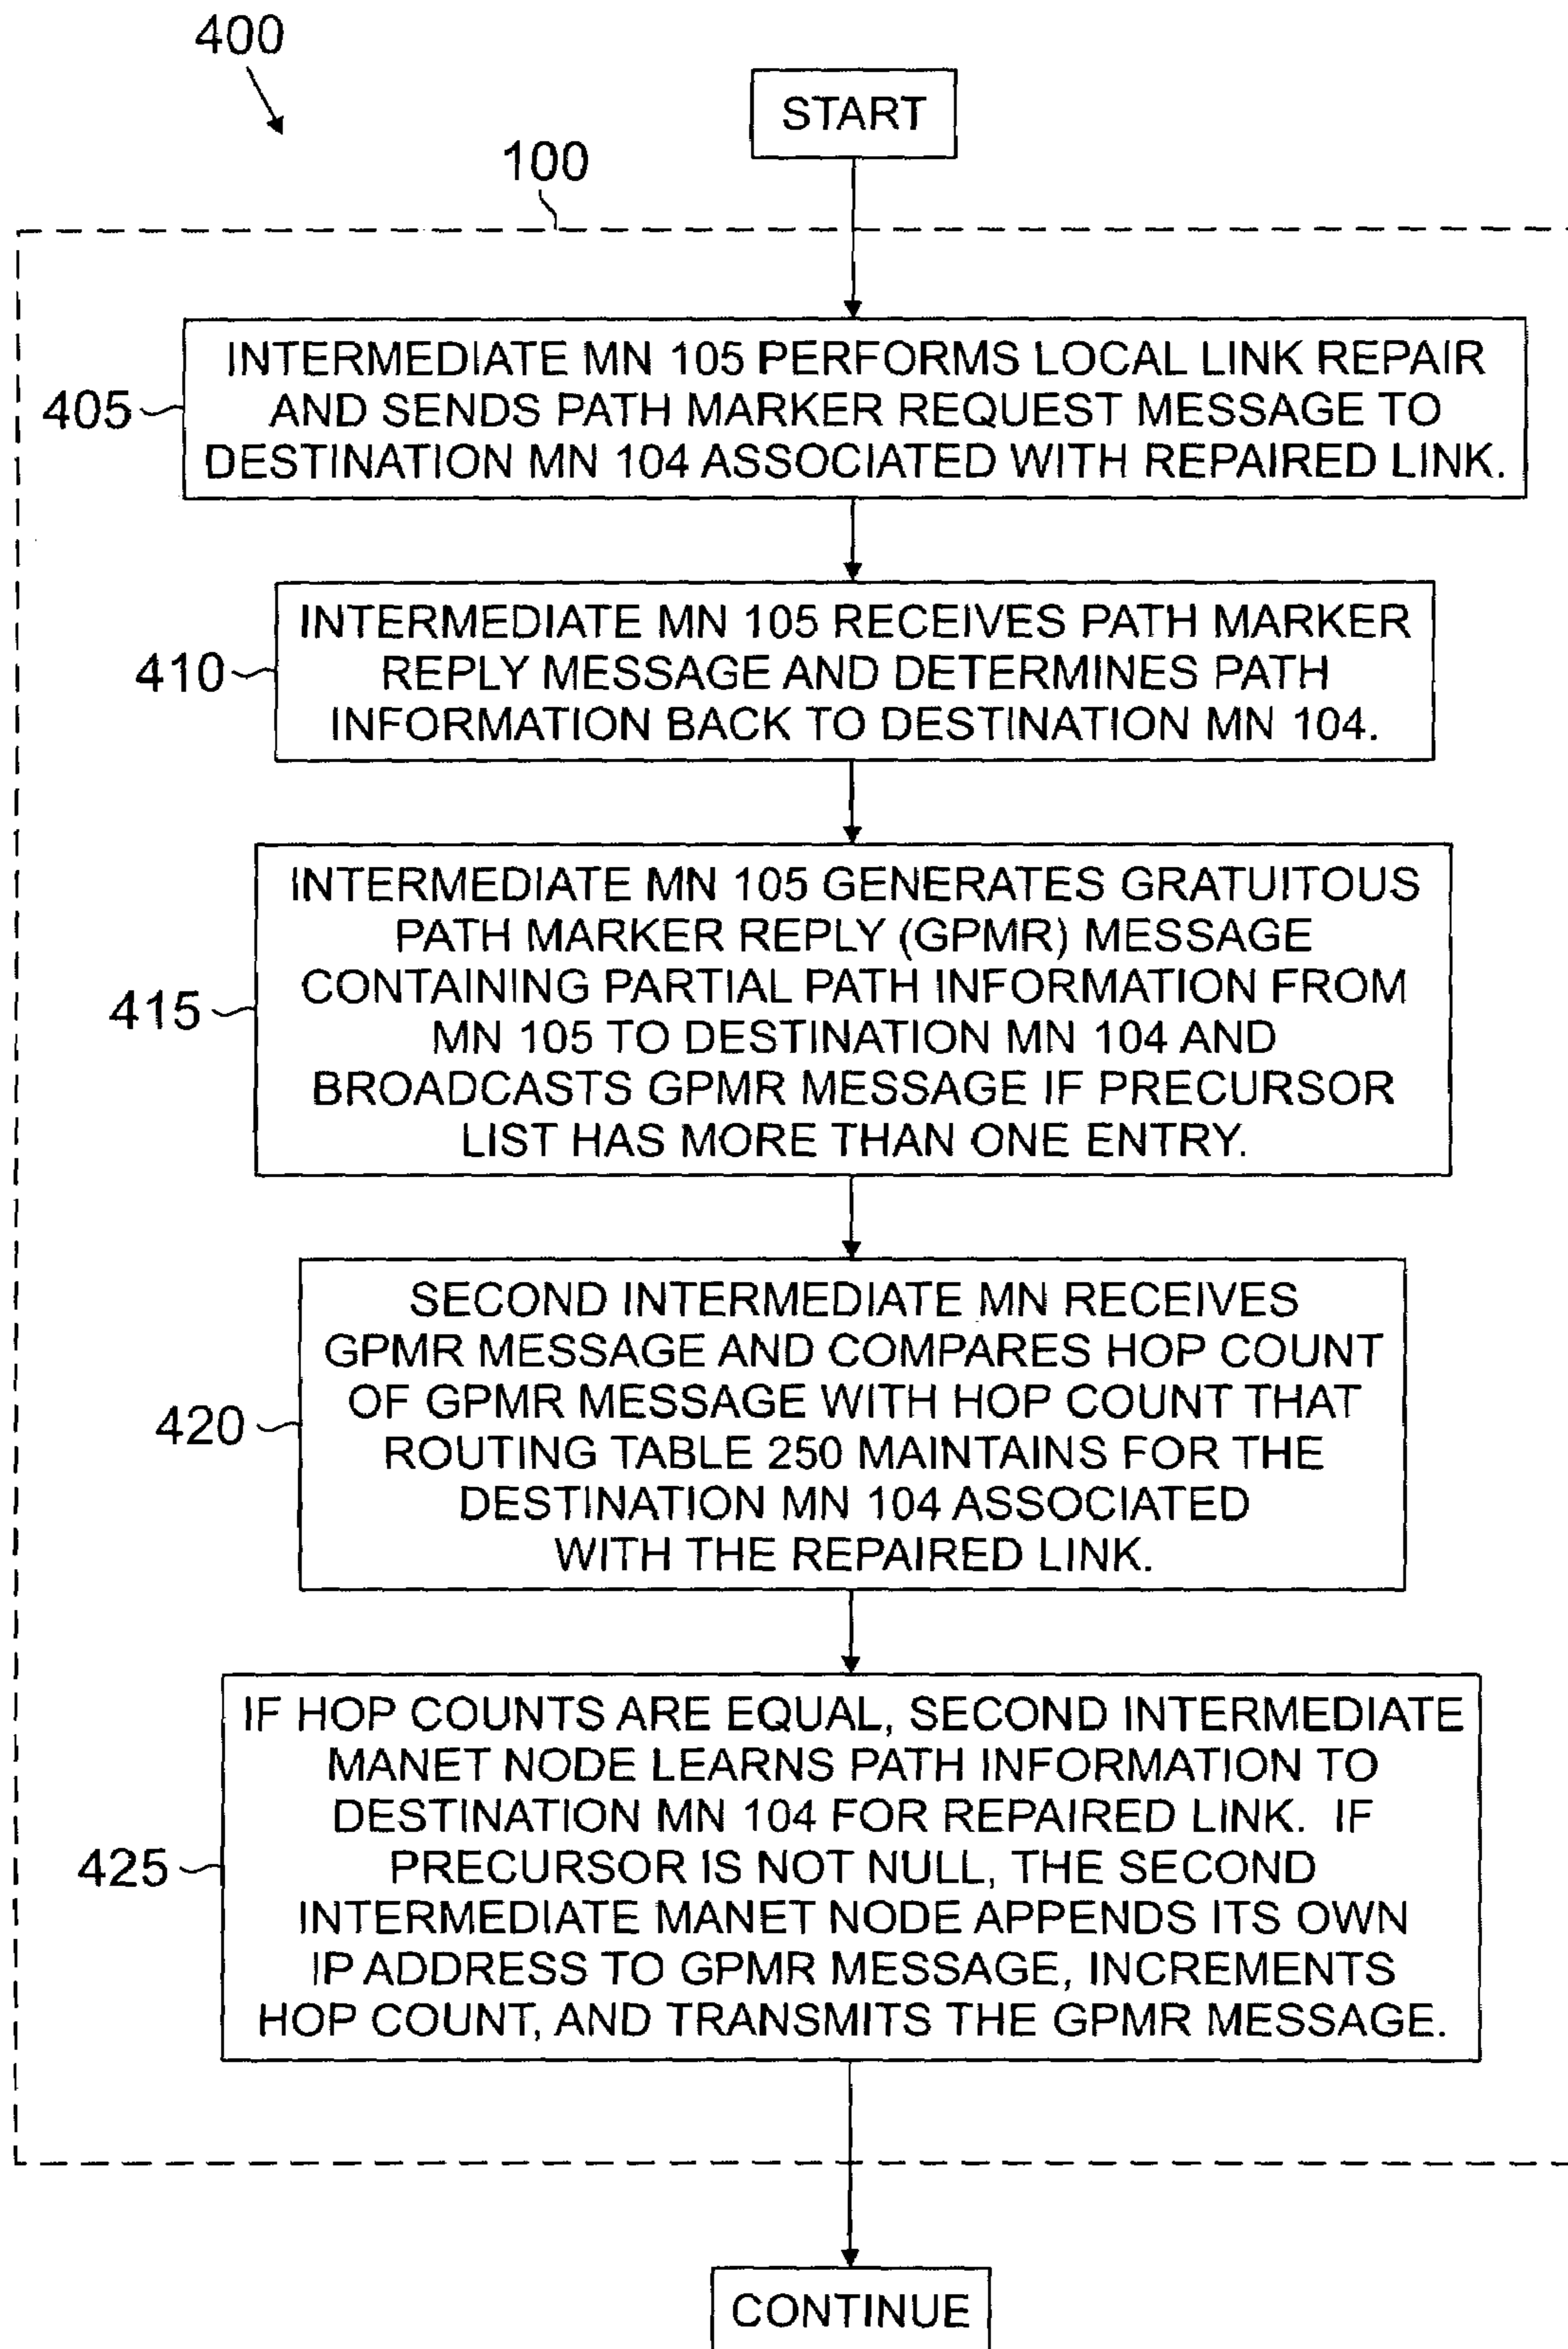 400
START
100
405
INTERMEDIATE MN 105 PERFORMS LOCAL LINK REPAIR
AND SENDS PATH MARKER REQUEST MESSAGE TO
DESTINATION MN 104 ASSOCIATED WITH REPAIRED LINK.
410
INTERMEDIATE MN 105 RECEIVES PATH MARKER
REPLY MESSAGE AND DETERMINES PATH
INFORMATION BACK TO DESTINATION MN 104.
415
INTERMEDIATE MN 105 GENERATES GRATUITOUS
PATH MARKER REPLY (GPMR) MESSAGE
CONTAINING PARTIAL PATH INFORMATION FROM
MN 105 TO DESTINATION MN 104 AND
BROADCASTS GPMR MESSAGE IF PRECURSOR
LIST HAS MORE THAN ONE ENTRY.
420
SECOND INTERMEDIATE MN RECEIVES
GPMR MESSAGE AND COMPARES HOP COUNT
OF GPMR MESSAGE WITH HOP COUNT THAT
ROUTING TABLE 250 MAINTAINS FOR THE
DESTINATION MN 104 ASSOCIATED
WITH THE REPAIRED LINK.
425
IF HOP COUNTS ARE EQUAL, SECOND INTERMEDIATE
MANET NODE LEARNS PATH INFORMATION TO
DESTINATION MN 104 FOR REPAIRED LINK. IF
PRECURSOR IS NOT NULL, THE SECOND
INTERMEDIATE MANET NODE APPENDS ITS OWN
IP ADDRESS TO GPMR MESSAGE, INCREMENTS
HOP COUNT, AND TRANSMITS THE GPMR MESSAGE.
CONTINUE